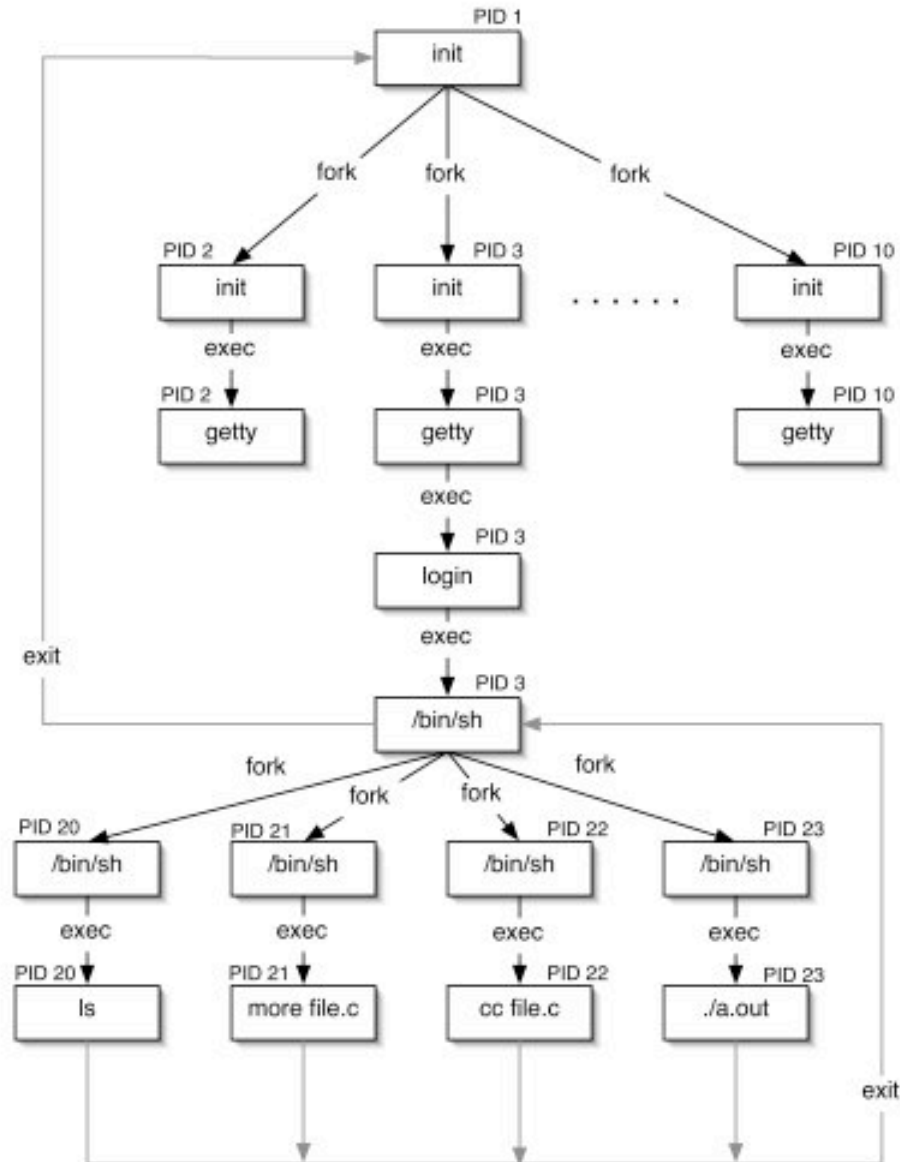 PID 1
init
fork
fork
fork
PID 2
PID 3
PID 10
init
init
init
exec
exec
exec
PID 2
PID 3
PID 10
getty
getty
getty
exec
PID 3
login
exec
exit
PID 3
/bin/sh
fork
fork
fork
fork
PID 20
PID 21
PID 22
PID 23
/bin/sh
/bin/sh
/bin/sh
/bin/sh
exec
exec
exec
exec
PID 20
PID 21
PID 22
PID 23
ls
more file.c
cc file.c
./a.out
exit